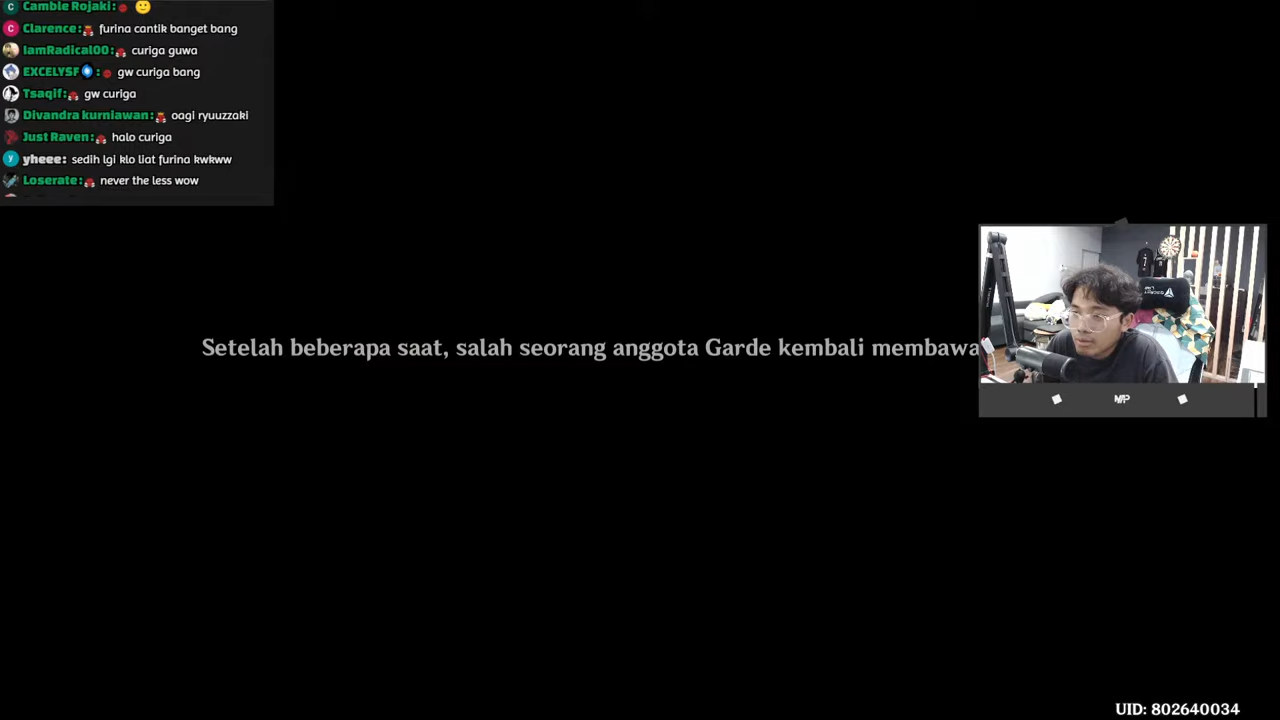 Camble Rojaki:
Clarence: furina cantik banget bang
IamRadical00: curiga guwa
EXCELYSF: gw curiga bang
Tsaqif: gw curiga
Divandra kurniawan: oagi ryuuzzaki
Just Raven: halo curiga
yheee: sedih lgi klo liat furina kwkww
Loserate: never the less wow
Setelah beberapa saat, salah seorang anggota Garde kembali membawa
UID: 802640034